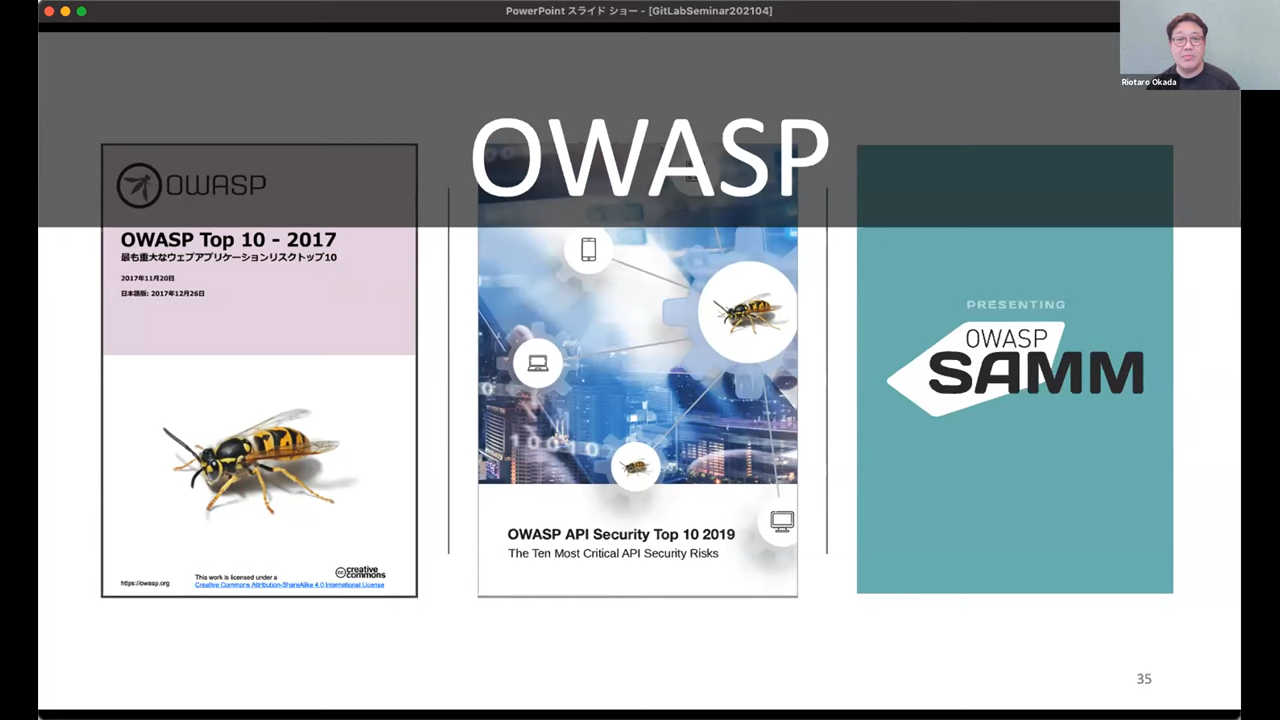 PowerPoint スライド ショー - [GitLabSeminar202104]
Riotaro Okada
OWASP
OWASP
OWASP Top 10 - 2017
最も重大なウェブアプリケーションリスクトップ10
2017年11月20日
日本語版: 2017年12月26日
https://owasp.org
This work is licensed under a
Creative Commons Attribution-ShareAlike 4.0 International License
cc creative commons
10010
OWASP API Security Top 10 2019
The Ten Most Critical API Security Risks
PRESENTING
OWASP
SAMM
35